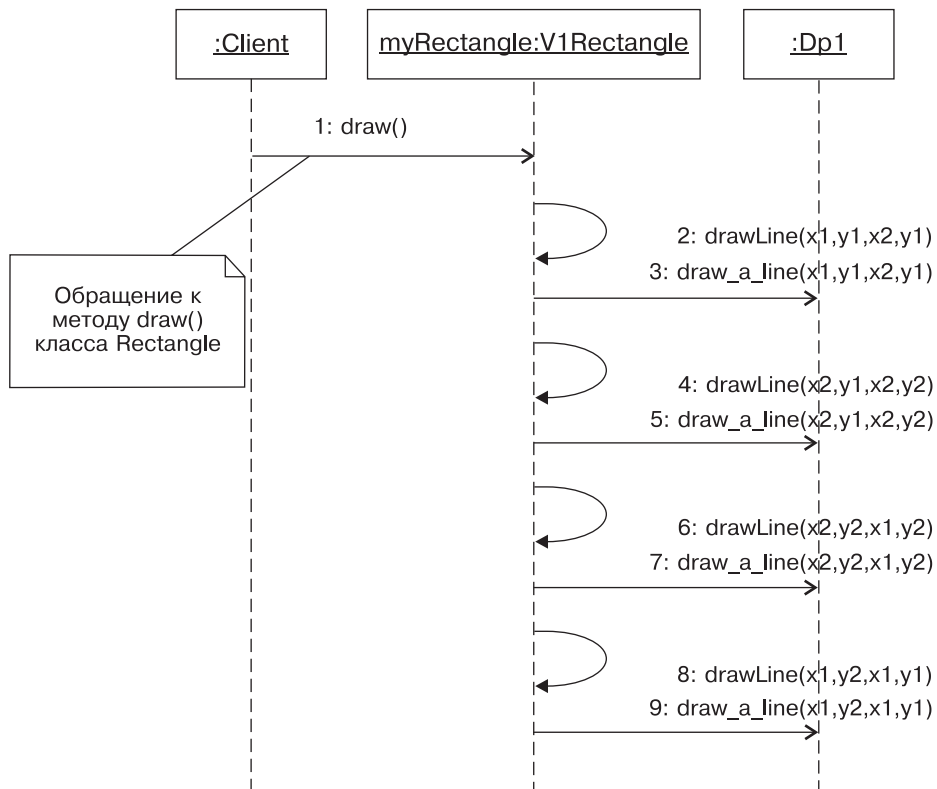 :Client
myRectangle:V1Rectangle
:Dp1
1: draw()
2: drawLine(x1,y1,x2,y1)
3: draw_a_line(x1,y1,x2,y1)
Обращение к
методу draw()
класса Rectangle
4: drawLine(x2,y1,x2,y2)
5: draw_a_line(x2,y1,x2,y2)
6: drawLine(x2,y2,x1,y2)
7: draw_a_line(x2,y2,x1,y2)
8: drawLine(x1,y2,x1,y1)
9: draw_a_line(x1,y2,x1,y1)